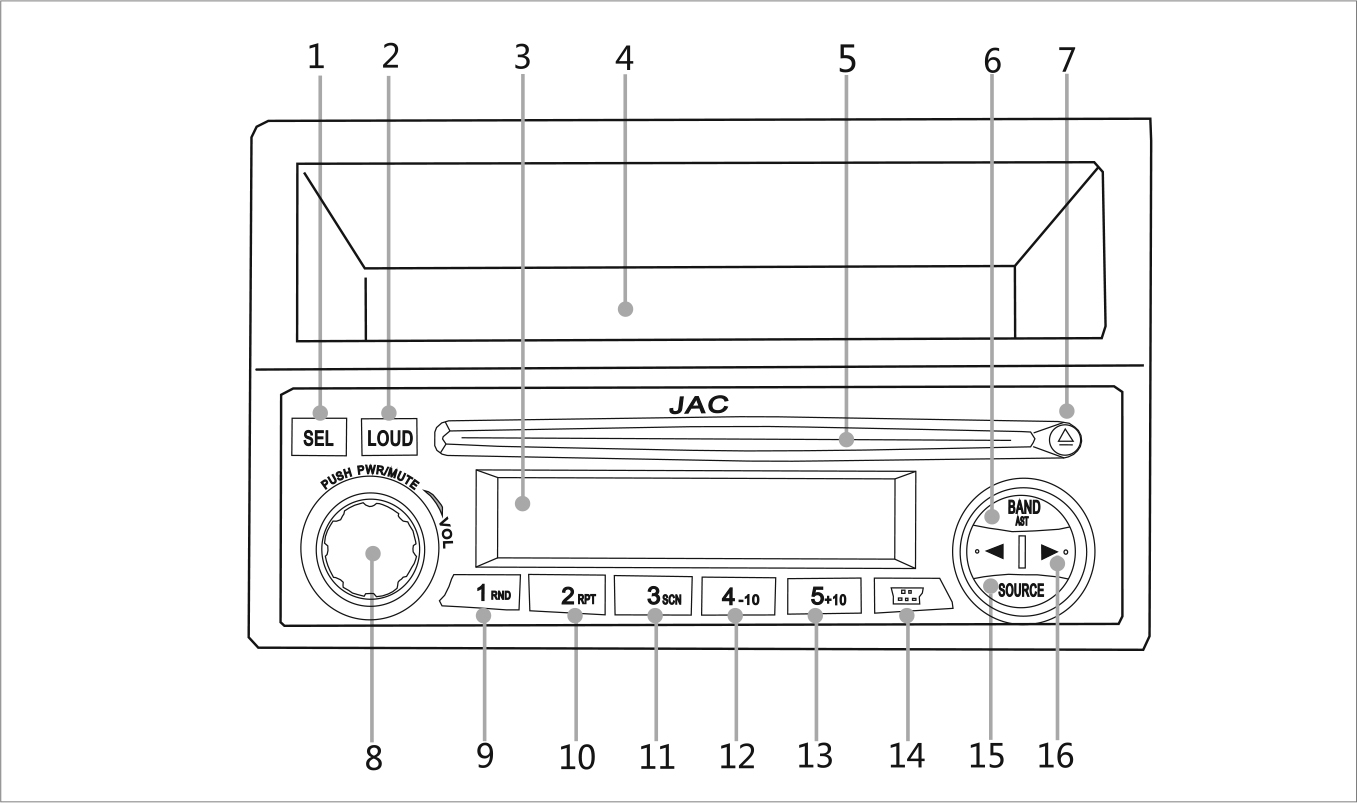 1 2 3 4 5 6 7
JAC
SEL LOUD
PUSH PWR/MUTE
VOL
BAND
AST
SOURCE
1 RND 2 RPT 3 SCN 4 -10 5 +10
8 9 10 11 12 13 14 15 16